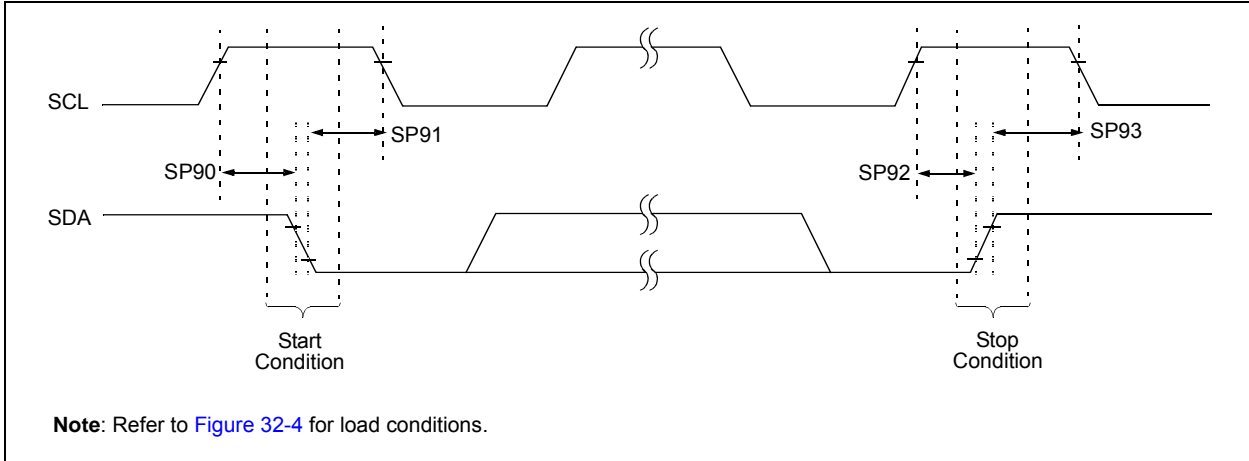 SCL
SP91
SP93
SP90
SP92
SDA
Start
Condition
Stop
Condition
Note: Refer to Figure 32-4 for load conditions.